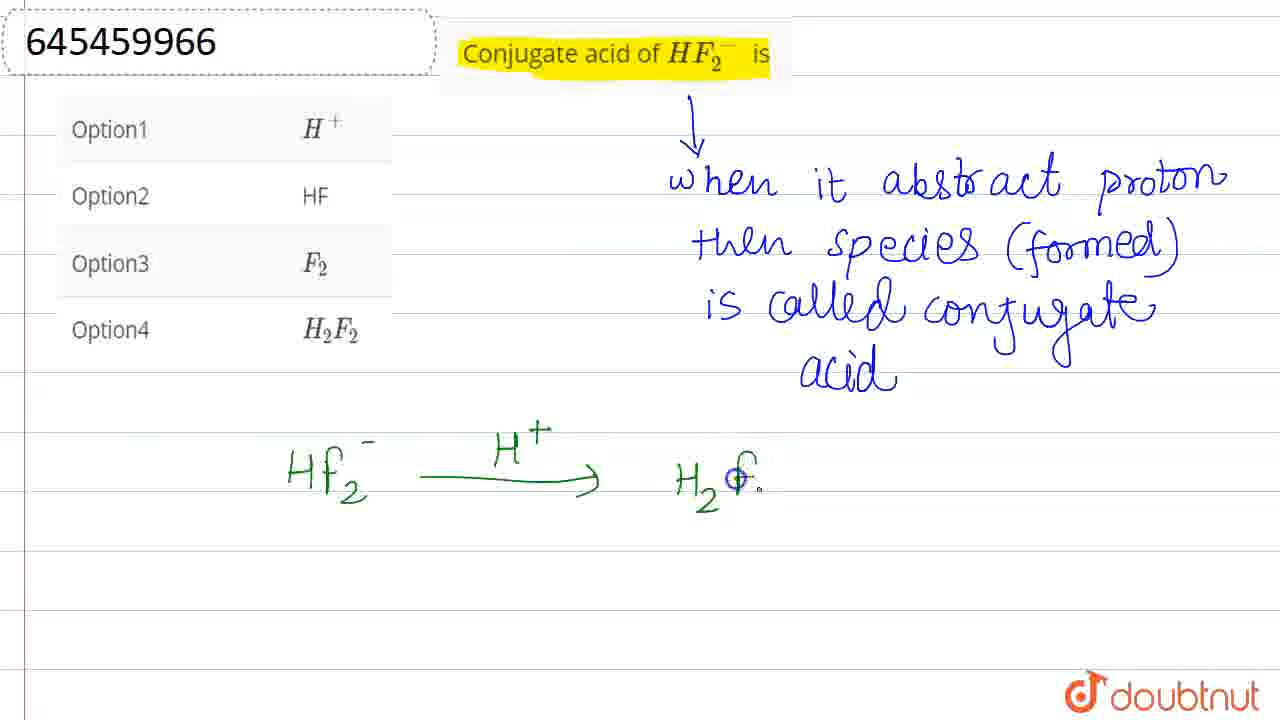 645459966
Conjugate acid of HF₂⁻ is
Option1 H⁺
Option2 HF
Option3 F₂
Option4 H₂F₂
when it abstract proton
then species (formed)
is called conjugate
acid
Hf₂⁻ H⁺ H₂f
doubtnut